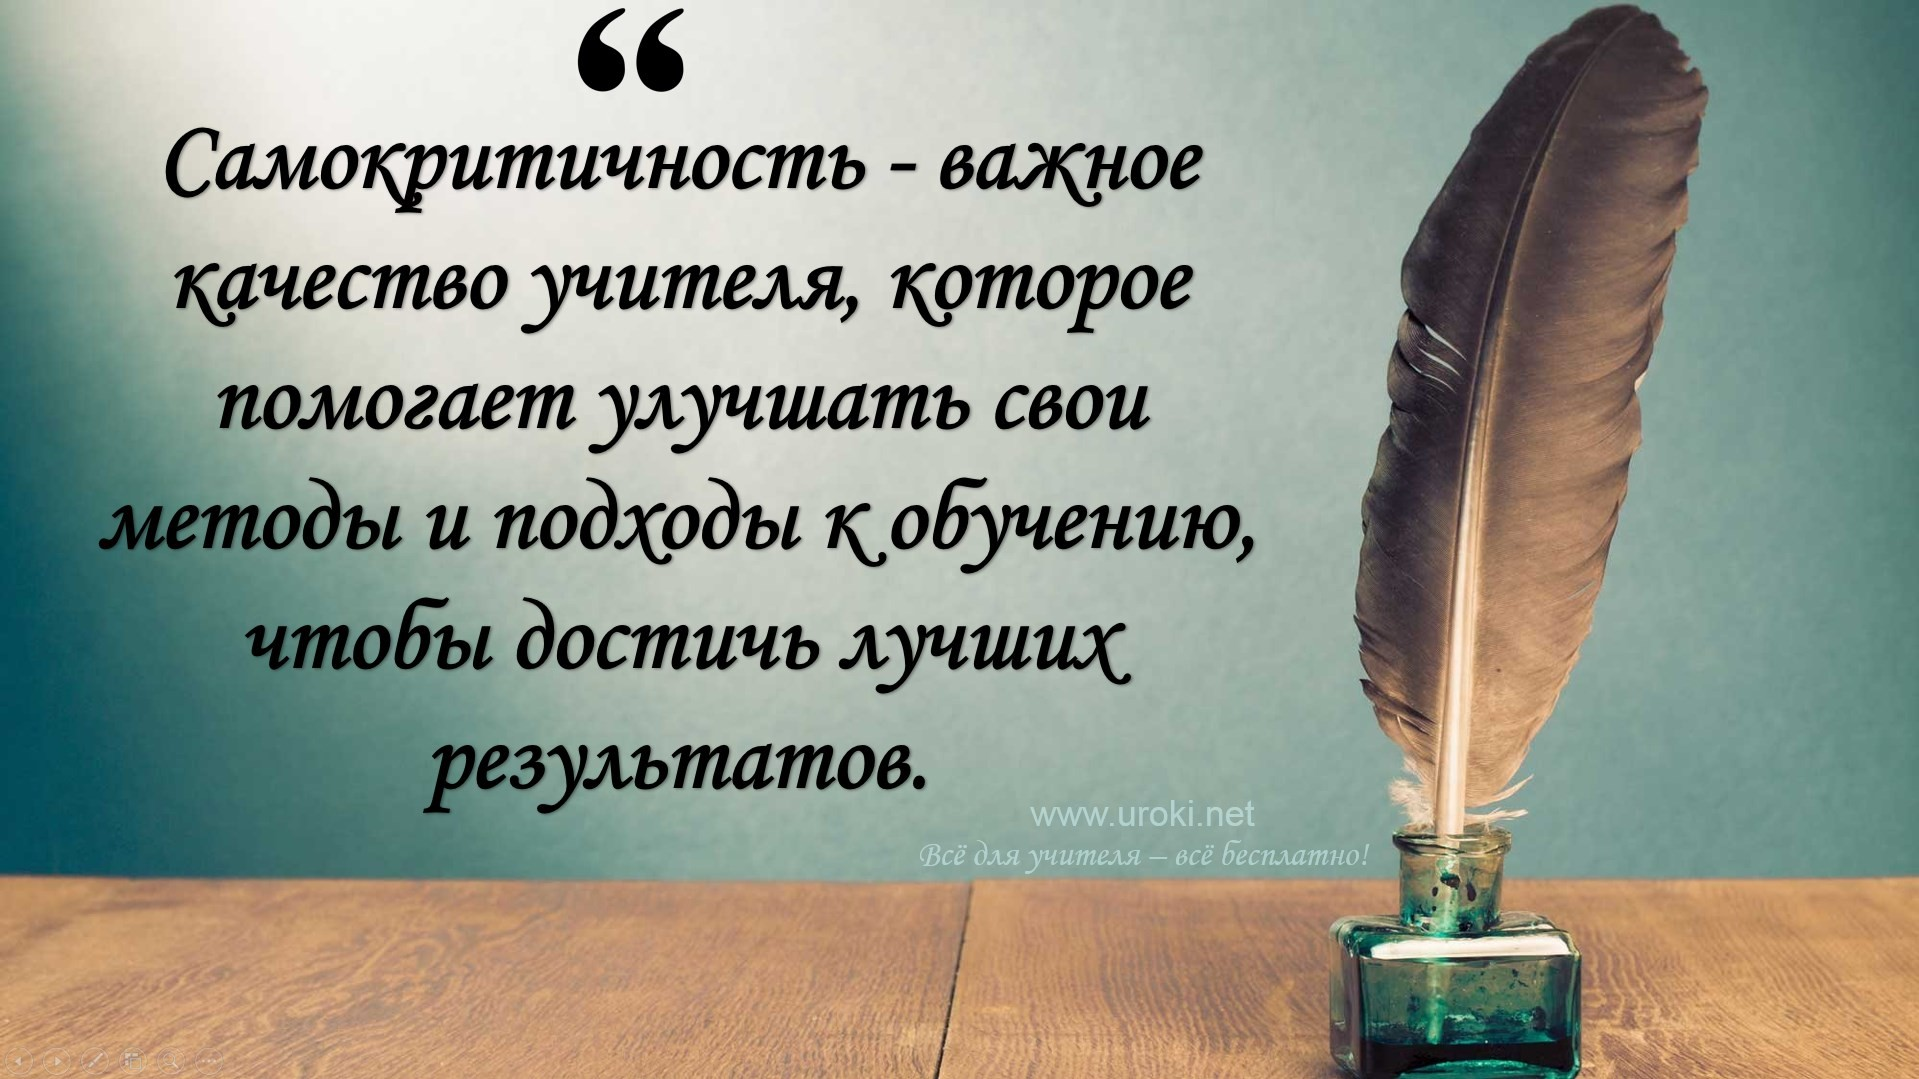 “
Самокритичность - важное
качество учителя, которое
помогает улучшать свои
методы и подходы к обучению,
чтобы достичь лучших
результатов.
www.uroki.net
Всё для учителя – всё бесплатно!